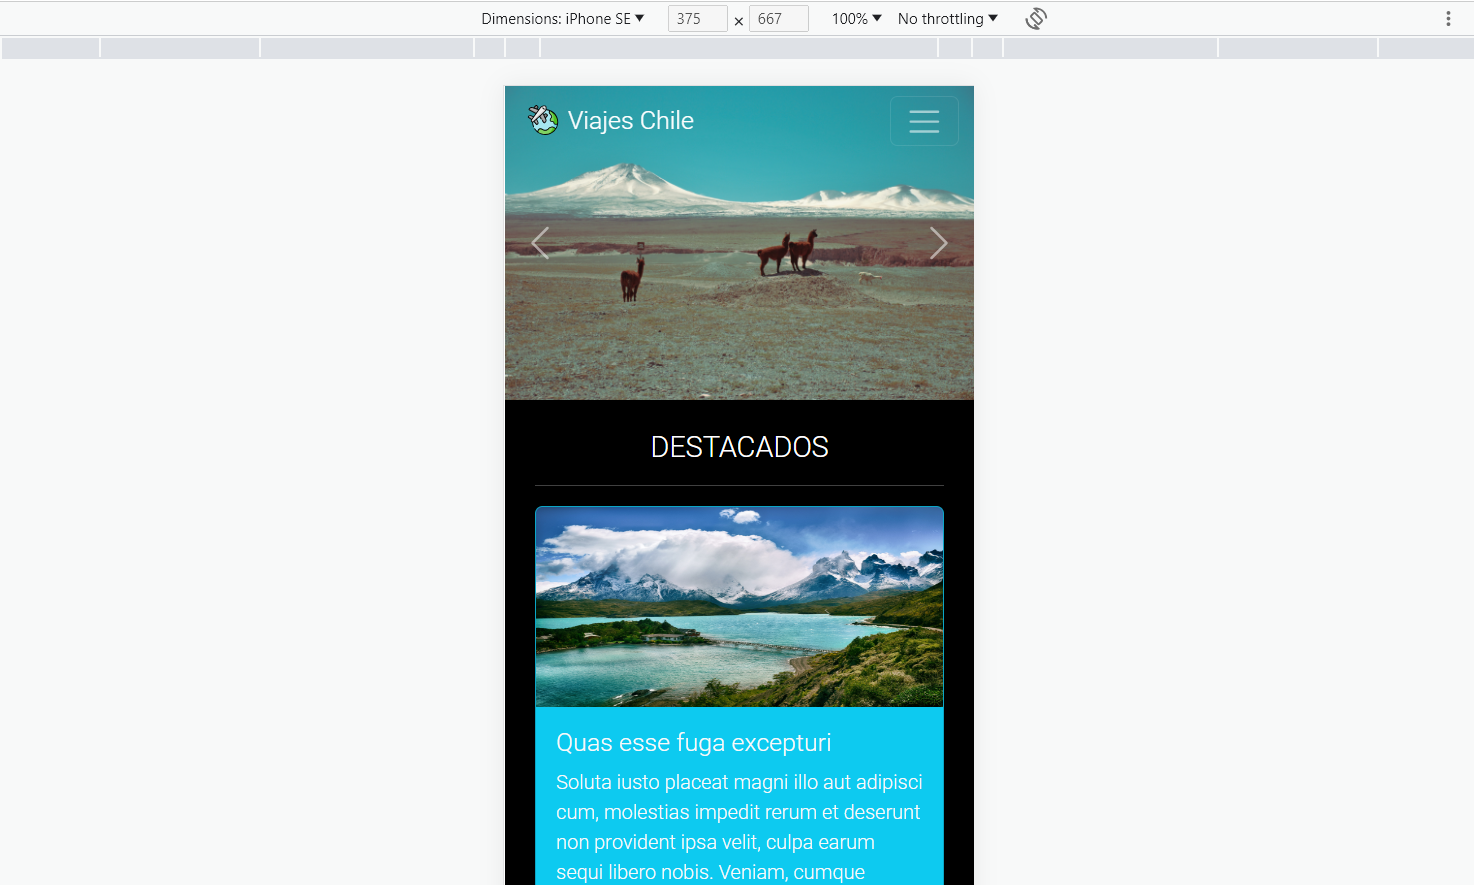 Dimensions: iPhone SE ▼ 375 × 667 100% ▼ No throttling ▼
Viajes Chile
DESTACADOS
Quas esse fuga excepturi
Soluta iusto placeat magni illo aut adipisci
cum, molestias impedit rerum et deserunt
non provident ipsa velit, culpa earum
sequi libero nobis. Veniam, cumque